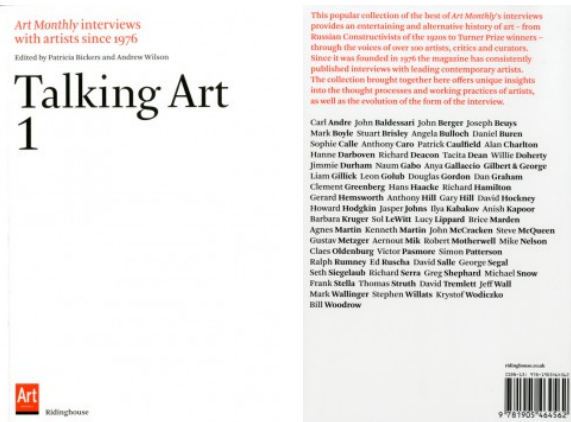 Art Monthly interviews
with artists since 1976
Edited by Patricia Bickers and Andrew Wilson
Talking Art
1
Art
Ridinghouse
This popular collection of the best of Art Monthly's interviews
provides an entertaining and alternative history of art – from
Russian Constructivists of the 1920s to Turner Prize winners –
through the voices of over 100 artists, critics and curators.
Since it was founded in 1976 the magazine has consistently
published interviews with leading contemporary artists.
The collection brought together here offers unique insights
into the thought processes and working practices of artists,
as well as the evolution of the form of the interview.
Carl Andre John Baldessari John Berger Joseph Beuys
Mark Boyle Stuart Brisley Angela Bulloch Daniel Buren
Sophie Calle Anthony Caro Patrick Caulfield Alan Charlton
Hanne Darboven Richard Deacon Tacita Dean Willie Doherty
Jimmie Durham Naum Gabo Anya Gallaccio Gilbert & George
Liam Gillick Leon Golub Douglas Gordon Dan Graham
Clement Greenberg Hans Haacke Richard Hamilton
Gerard Hemsworth Anthony Hill Gary Hill David Hockney
Howard Hodgkin Jasper Johns Ilya Kabakov Anish Kapoor
Barbara Kruger Sol LeWitt Lucy Lippard Brice Marden
Agnes Martin Kenneth Martin John McCracken Steve McQueen
Gustav Metzger Aernout Mik Robert Motherwell Mike Nelson
Claes Oldenburg Victor Pasmore Simon Patterson
Ralph Rumney Ed Ruscha David Salle George Segal
Seth Siegelaub Richard Serra Greg Shephard Michael Snow
Frank Stella Thomas Struth David Tremlett Jeff Wall
Mark Wallinger Stephen Willats Krystof Wodiczko
Bill Woodrow
ridinghouse.co.uk
9 781905 464562